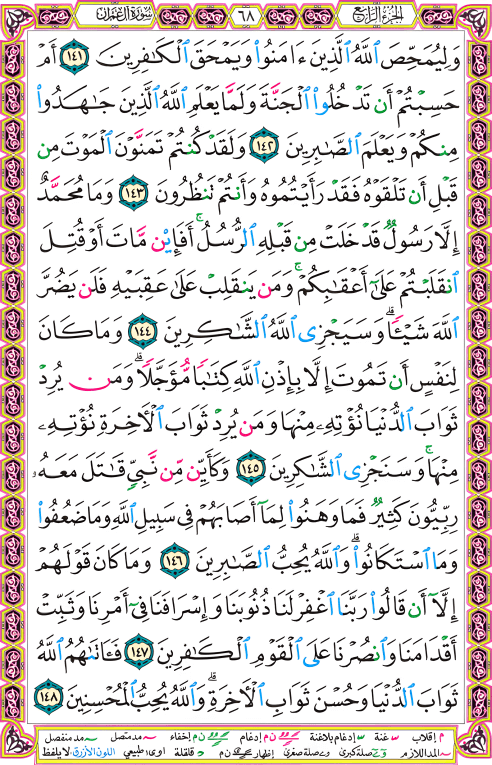 الجزء الرابع ٦٨ سورة آل عمران
وَلِيُمَحِّصَ ٱللَّهُ ٱلَّذِينَ ءَامَنُوا۟ وَيَمْحَقَ ٱلْكَـٰفِرِينَ ١٤١ أَمْ
حَسِبْتُمْ أَن تَدْخُلُوا۟ ٱلْجَنَّةَ وَلَمَّا يَعْلَمِ ٱللَّهُ ٱلَّذِينَ جَـٰهَدُوا۟
مِنكُمْ وَيَعْلَمَ ٱلصَّـٰبِرِينَ ١٤٢ وَلَقَدْ كُنتُمْ تَمَنَّوْنَ ٱلْمَوْتَ مِن
قَبْلِ أَن تَلْقَوْهُ فَقَدْ رَأَيْتُمُوهُ وَأَنتُمْ تَنظُرُونَ ١٤٣ وَمَا مُحَمَّدٌ
إِلَّا رَسُولٌ قَدْ خَلَتْ مِن قَبْلِهِ ٱلرُّسُلُ ۚ أَفَإِي۟ن مَّاتَ أَوْ قُتِلَ
ٱنقَلَبْتُمْ عَلَىٰٓ أَعْقَـٰبِكُمْ ۚ وَمَن يَنقَلِبْ عَلَىٰ عَقِبَيْهِ فَلَن يَضُرَّ
ٱللَّهَ شَيْـًٔا ۗ وَسَيَجْزِى ٱللَّهُ ٱلشَّـٰكِرِينَ ١٤٤ وَمَا كَانَ
لِنَفْسٍ أَن تَمُوتَ إِلَّا بِإِذْنِ ٱللَّهِ كِتَـٰبًا مُّؤَجَّلًا ۗ وَمَن يُرِدْ
ثَوَابَ ٱلدُّنْيَا نُؤْتِهِۦ مِنْهَا وَمَن يُرِدْ ثَوَابَ ٱلْـَٔاخِرَةِ نُؤْتِهِۦ
مِنْهَا ۚ وَسَنَجْزِى ٱلشَّـٰكِرِينَ ١٤٥ وَكَأَيِّن مِّن نَّبِىٍّ قَـٰتَلَ مَعَهُۥ
رِبِّيُّونَ كَثِيرٌ فَمَا وَهَنُوا۟ لِمَآ أَصَابَهُمْ فِى سَبِيلِ ٱللَّهِ وَمَا ضَعُفُوا۟
وَمَا ٱسْتَكَانُوا۟ ۗ وَٱللَّهُ يُحِبُّ ٱلصَّـٰبِرِينَ ١٤٦ وَمَا كَانَ قَوْلَهُمْ
إِلَّآ أَن قَالُوا۟ رَبَّنَا ٱغْفِرْ لَنَا ذُنُوبَنَا وَإِسْرَافَنَا فِىٓ أَمْرِنَا وَثَبِّتْ
أَقْدَامَنَا وَٱنصُرْنَا عَلَى ٱلْقَوْمِ ٱلْكَـٰفِرِينَ ١٤٧ فَـَٔاتَىٰهُمُ ٱللَّهُ
ثَوَابَ ٱلدُّنْيَا وَحُسْنَ ثَوَابِ ٱلْـَٔاخِرَةِ ۗ وَٱللَّهُ يُحِبُّ ٱلْمُحْسِنِينَ ١٤٨
م إقلاب غنة إدغام بلاغنة ن م إدغام ن م إخفاء مد متصل مد منفصل
المد اللازم وے صلة كبرى وے صلة صغرى إظهار ن م قلقلة اوى طبيعي اللون الأزرق لا يلفظ